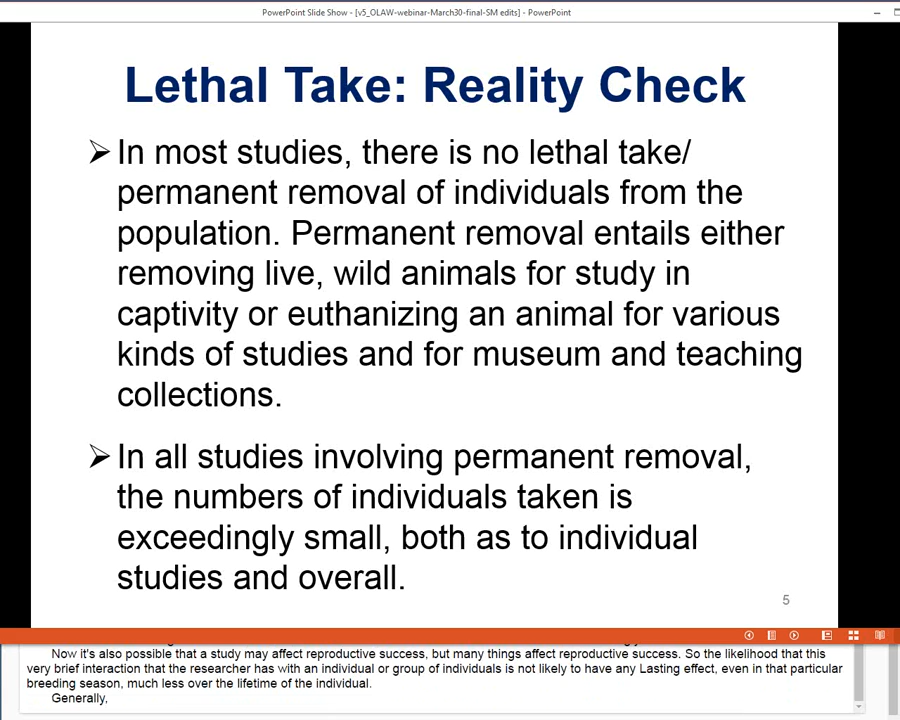 PowerPoint Slide Show - [v5_OLAW-webinar-March30-final-SM edits] - PowerPoint
Lethal Take: Reality Check
➢In most studies, there is no lethal take/
permanent removal of individuals from the
population. Permanent removal entails either
removing live, wild animals for study in
captivity or euthanizing an animal for various
kinds of studies and for museum and teaching
collections.
➢In all studies involving permanent removal,
the numbers of individuals taken is
exceedingly small, both as to individual
studies and overall.
5
Now it's also possible that a study may affect reproductive success, but many things affect reproductive success. So the likelihood that this
very brief interaction that the researcher has with an individual or group of individuals is not likely to have any Lasting effect, even in that particular
breeding season, much less over the lifetime of the individual.
Generally,